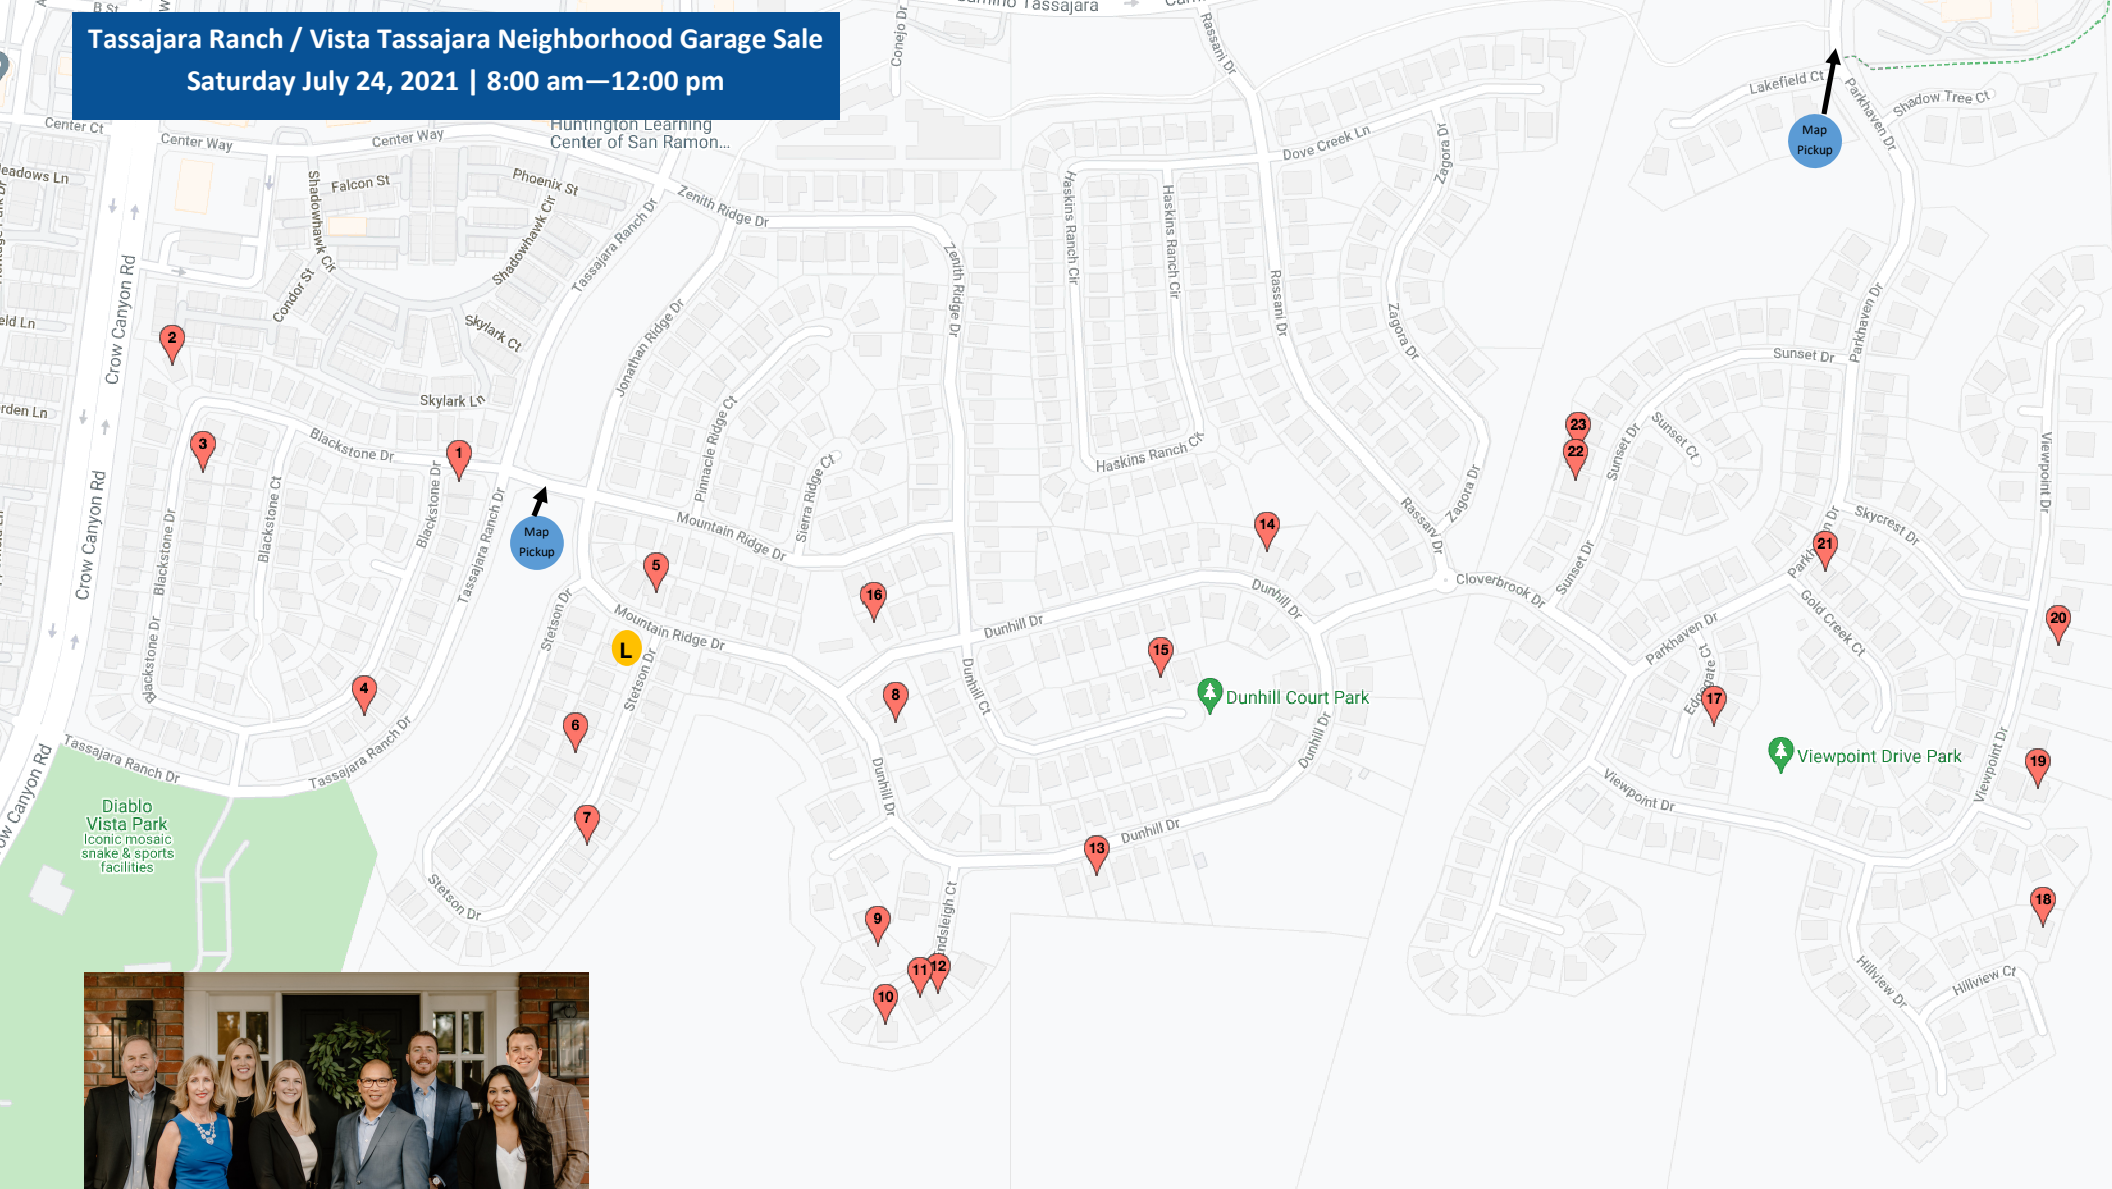 Tassajara Ranch / Vista Tassajara Neighborhood Garage Sale
Saturday July 24, 2021 | 8:00 am—12:00 pm
B St
Conejo Dr
Tassajara
Rassani Dr
Center Ct
Center Way
Center Way
Huntington Learning
Center of San Ramon...
Lakefield Ct
Parkhaven Dr
Shadow Tree Ct
Map
Pickup
Dove Creek Ln
Zagora Dr
Falcon St
Phoenix St
Shadowhawk Cir
Shadowhawk Cir
Condor St
Skylark Ct
Skylark Ln
Tassajara Ranch Dr
Zenith Ridge Dr
Zenith Ridge Dr
Jonathan Ridge Dr
Haskins Ranch Cir
Haskins Ranch Cir
Haskins Ranch Ct
Rassani Dr
Zagora Dr
Zagora Dr
Rassani Dr
Parkhaven Dr
Sunset Dr
Sunset Ct
Sunset Dr
Sunset Dr
Viewpoint Dr
Crow Canyon Rd
Crow Canyon Rd
2
3
1
4
Blackstone Dr
Blackstone Dr
Blackstone Dr
Blackstone Ct
Tassajara Ranch Dr
Map
Pickup
Pinnacle Ridge Ct
Sierra Ridge Ct
Mountain Ridge Dr
5
16
14
23
22
21
20
Skycrest Dr
Cloverbrook Dr
Parkhaven Dr
Gold Creek Ct
Stetson Dr
Mountain Ridge Dr
L
Stetson Dr
Dunhill Dr
Dunhill Dr
Dunhill Ct
15
8
6
7
Dunhill Court Park
17
Viewpoint Drive Park
19
Viewpoint Dr
Viewpoint Dr
Tassajara Ranch Dr
Tassajara Ranch Dr
Diablo
Vista Park
Iconic mosaic
snake & sports
facilities
Stetson Dr
Dunhill Dr
Dunhill Dr
Dunhill Dr
13
9
11
12
10
18
Hillview Dr
Hillview Ct